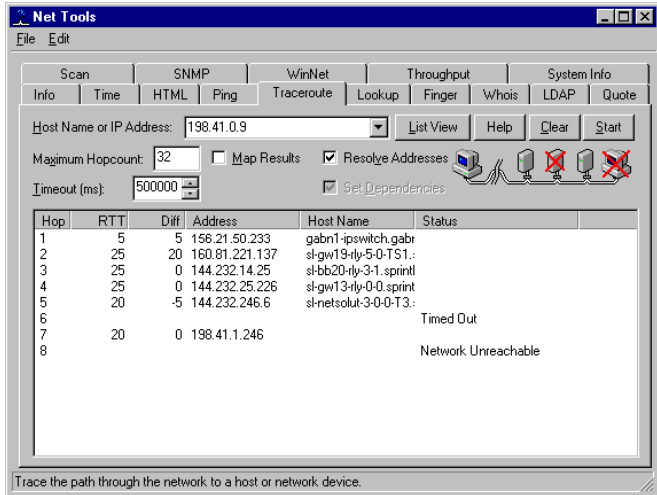 Net Tools
File Edit
Scan SNMP WinNet Throughput System Info
Info Time HTML Ping Traceroute Lookup Finger Whois LDAP Quote
Host Name or IP Address: 198.41.0.9 List View Help Clear Start
Maximum Hopcount: 32 Map Results Resolve Addresses
Timeout (ms): 500000 Set Dependencies
Hop RTT Diff Address Host Name Status
1 5 5 156.21.50.233 gabn1-ipswitch.gabr
2 25 20 160.81.221.137 sl-gw19-rly-5-0-TS1.:
3 25 0 144.232.14.25 sl-bb20-rly-3-1.sprintl
4 25 0 144.232.25.226 sl-gw13-rly-0-0.sprint
5 20 -5 144.232.246.6 sl-netsolut-3-0-0-T3.:
6 Timed Out
7 20 0 198.41.1.246
8 Network Unreachable
Trace the path through the network to a host or network device.